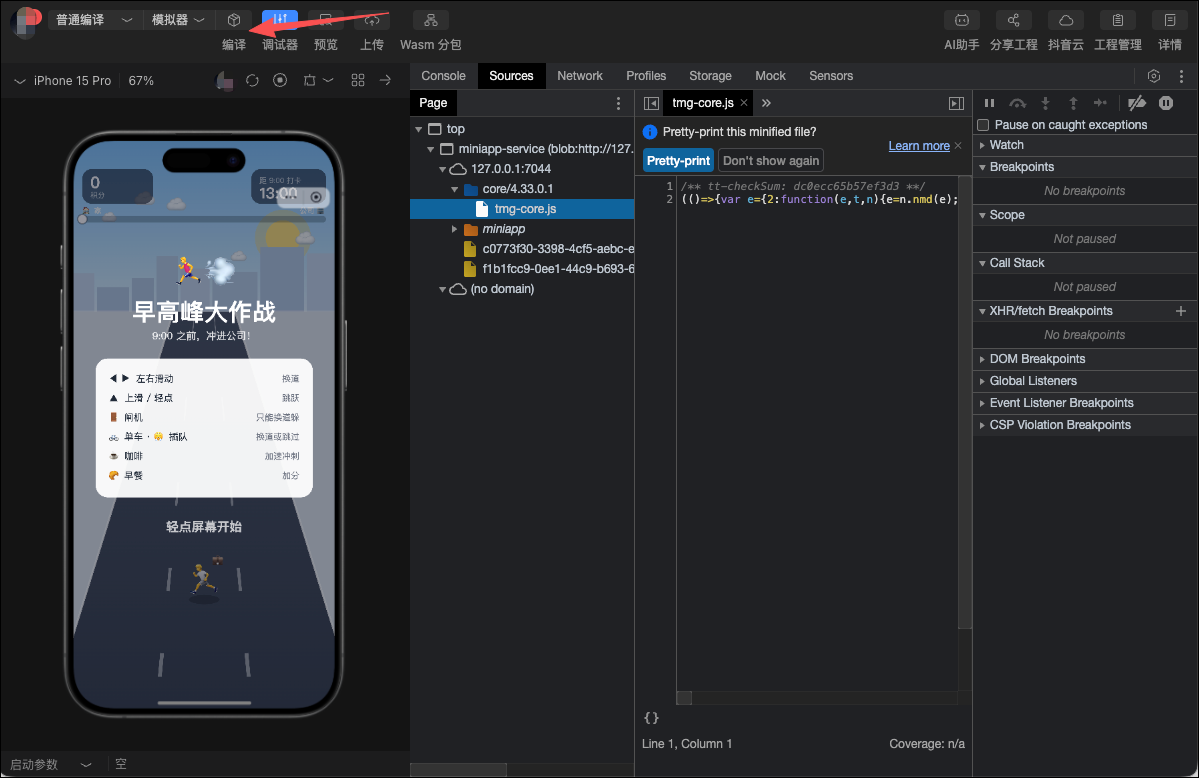 普通编译 模拟器
编译 调试器 预览 上传 Wasm 分包 AI助手 分享工程 抖音云 工程管理 详情
iPhone 15 Pro 67%
Console Sources Network Profiles Storage Mock Sensors
Page
top
miniapp-service (blob:http://127.
127.0.0.1:7044
core/4.33.0.1
tmg-core.js
miniapp
c0773f30-3398-4cf5-aebc-e
f1b1fcc9-0ee1-44c9-b693-6
(no domain)
tmg-core.js × »
Pretty-print this minified file?
Learn more ×
Pretty-print Don't show again
1 /** tt-checkSum: dc0ecc65b57ef3d3 **/
2 (()=>{var e={2:function(e,t,n){e=n.nmd(e);
{}
Line 1, Column 1 Coverage: n/a
Pause on caught exceptions
Watch
Breakpoints
No breakpoints
Scope
Not paused
Call Stack
Not paused
XHR/fetch Breakpoints
No breakpoints
DOM Breakpoints
Global Listeners
Event Listener Breakpoints
CSP Violation Breakpoints
0
积分
距 9:00 打卡
13:00
早高峰大作战
9:00 之前，冲进公司！
◀ ▶ 左右滑动 换道
▲ 上滑 / 轻点 跳跃
闸机 只能换道躲
单车 · 插队 换道或跳过
咖啡 加速冲刺
早餐 加分
轻点屏幕开始
启动参数 空